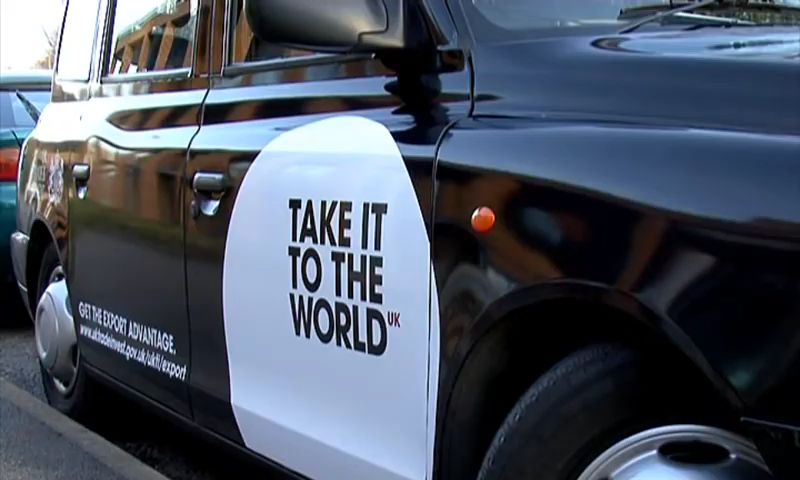 TAKE IT
TO THE
WORLD UK
GET THE EXPORT ADVANTAGE.
www.uktradeinvest.gov.uk/ukti/export